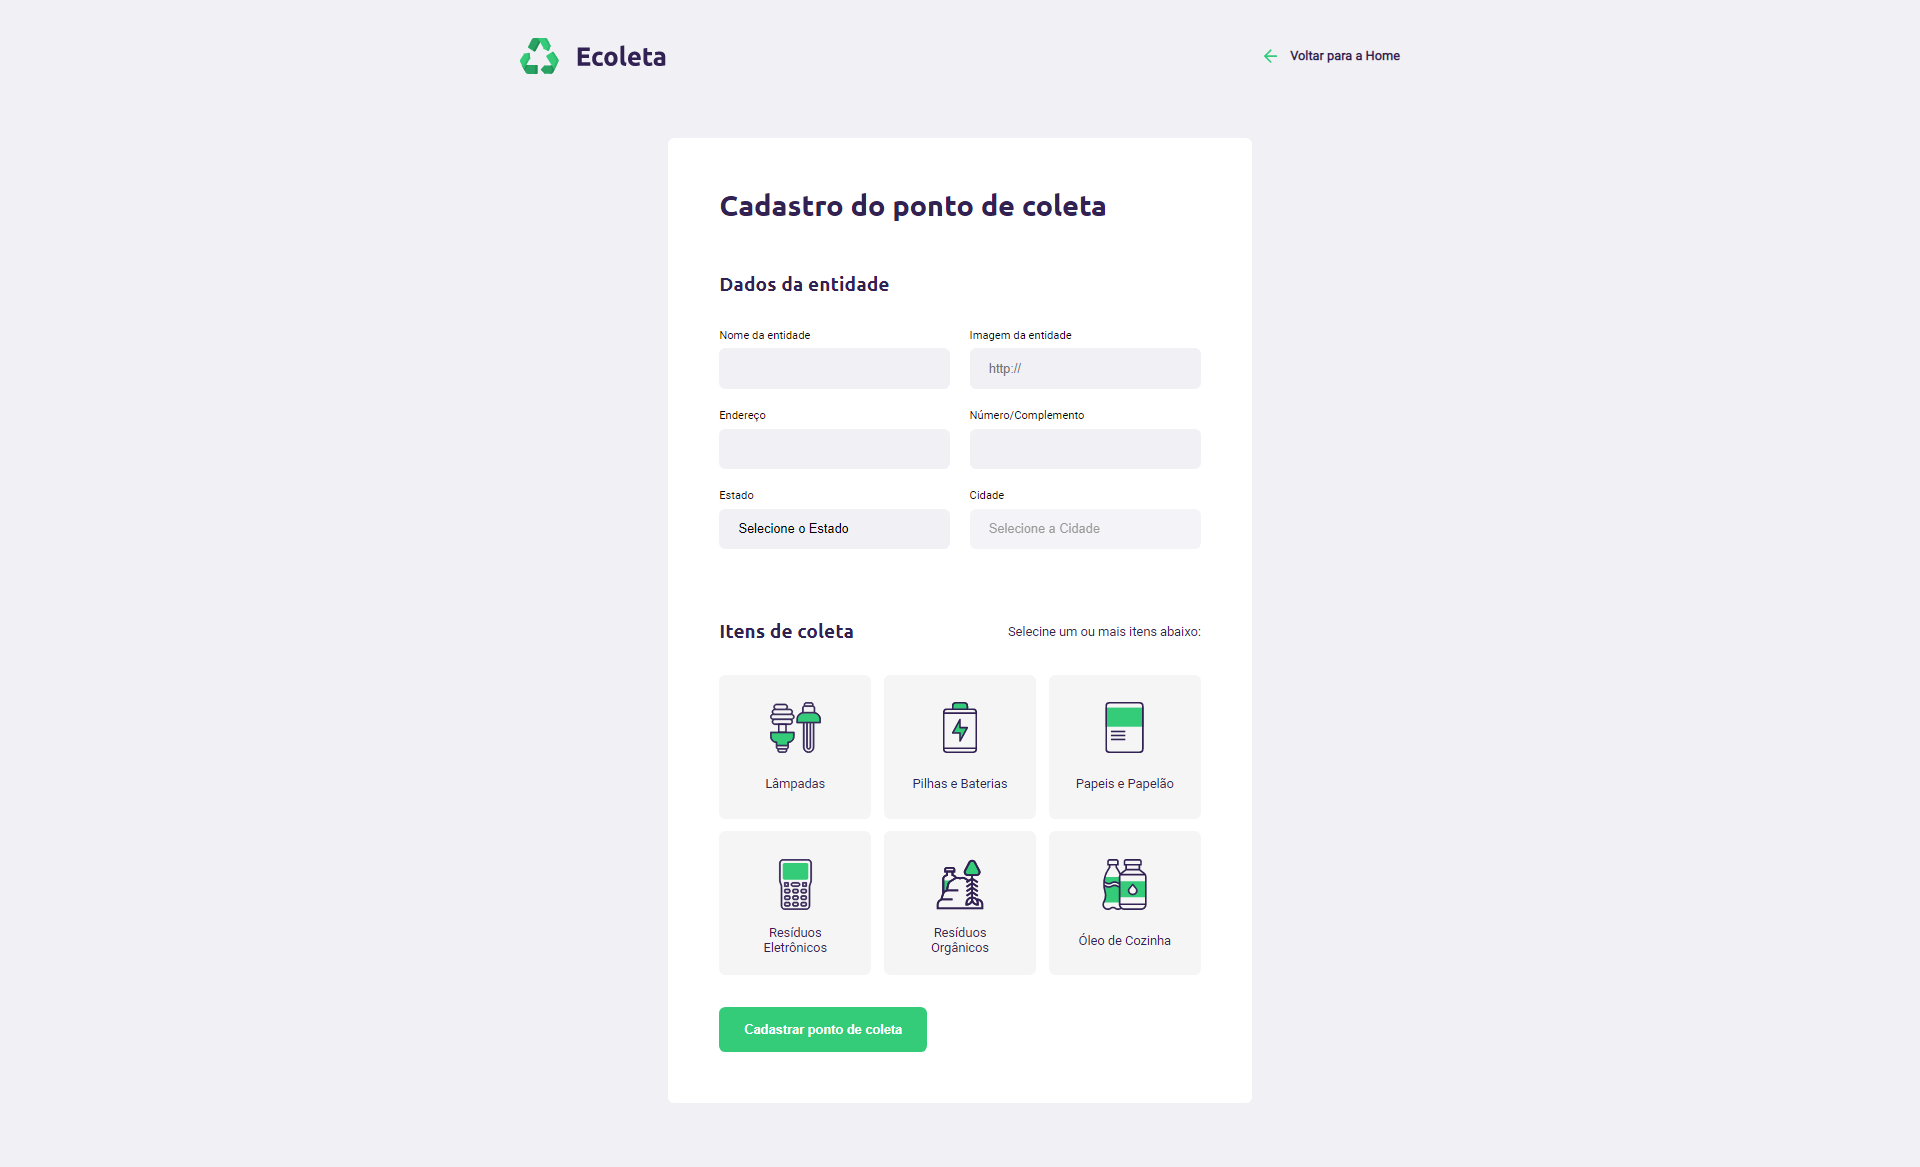 Ecoleta
Voltar para a Home
Cadastro do ponto de coleta
Dados da entidade
Nome da entidade
Imagem da entidade
http://
Endereço
Número/Complemento
Estado
Cidade
Selecione o Estado
Selecione a Cidade
Itens de coleta
Selecine um ou mais itens abaixo:
Lâmpadas
Pilhas e Baterias
Papeis e Papelão
Resíduos
Eletrônicos
Resíduos
Orgânicos
Óleo de Cozinha
Cadastrar ponto de coleta